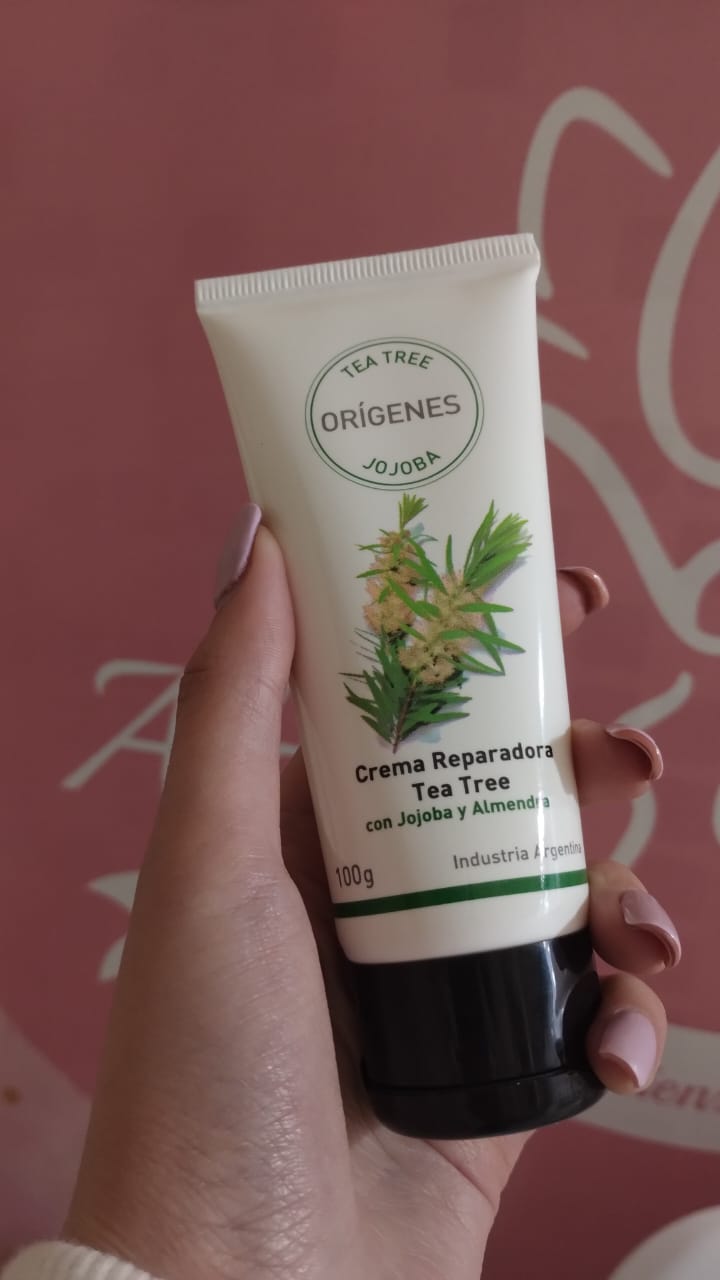 TEA TREE
ORÍGENES
JOJOBA
Crema Reparadora
Tea Tree
con Jojoba y Almendra
Industria Argentina
100g